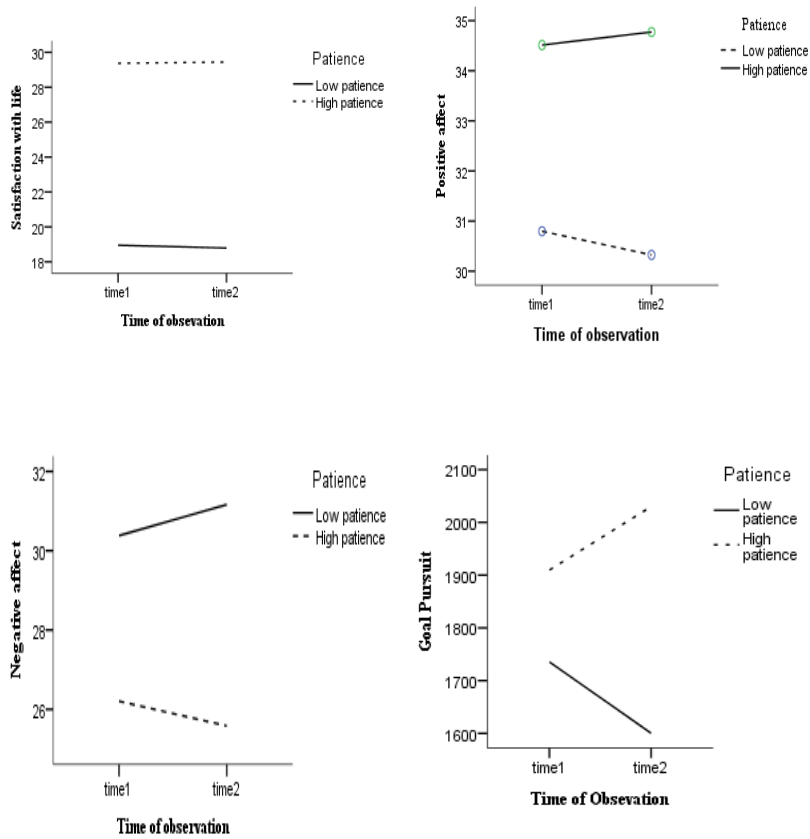 Satisfaction with life
30
28
26
24
22
20
18
time1
time2
Time of obsevation
Patience
Low patience
High patience
Positive affect
35
34
33
32
31
30
time1
time2
Time of observation
Patience
Low patience
High patience
Negative affect
32
30
28
26
time1
time2
Time of observation
Patience
Low patience
High patience
Goal Pursuit
2100
2000
1900
1800
1700
1600
time1
time2
Time of Obsevation
Patience
Low
patience
High
patience